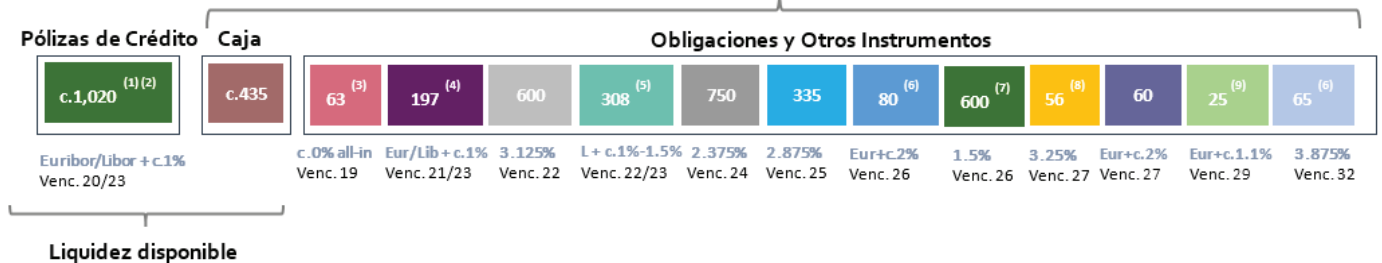 Pólizas de Crédito Caja Obligaciones y Otros Instrumentos
c.1,020 (1)(2) c.435 63 (3) 197 (4) 600 308 (5) 750 335 80 (6) 600 (7) 56 (8) 60 25 (9) 65 (6)
Euribor/Libor + c.1% c.0% all-in Eur/Lib + c.1% 3.125% L + c.1%-1.5% 2.375% 2.875% Eur+c.2% 1.5% 3.25% Eur+c.2% Eur+c.1.1% 3.875%
Venc. 20/23 Venc. 19 Venc. 21/23 Venc. 22 Venc. 22/23 Venc. 24 Venc. 25 Venc. 26 Venc. 26 Venc. 27 Venc. 27 Venc. 29 Venc. 32
Liquidez disponible